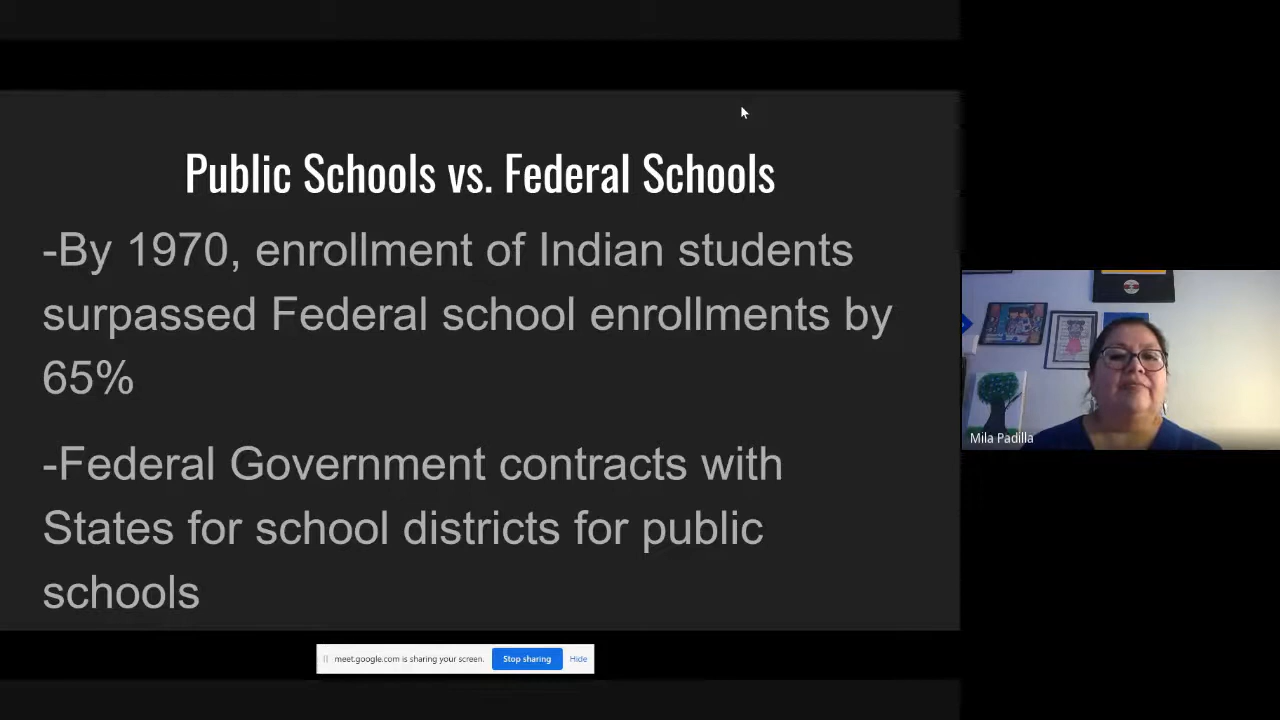 Public Schools vs. Federal Schools
-By 1970, enrollment of Indian students
surpassed Federal school enrollments by
65%
-Federal Government contracts with
States for school districts for public
schools
Mila Padilla
meet.google.com is sharing your screen.
Stop sharing
Hide